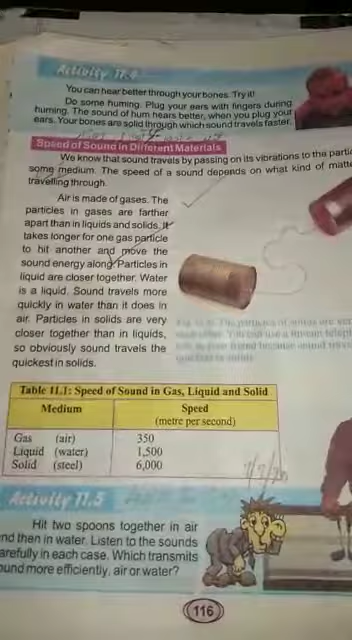 Activity 11.4
You can hear better through your bones. Try it!
Do some huming. Plug your ears with fingers during
huming. The sound of hum hears better, when you plug your
ears. Your bones are solid through which sound travels faster.
Speed of Sound in Different Materials
We know that sound travels by passing on its vibrations to the
some medium. The speed of a sound depends on what kind of
travelling through.
Air is made of gases. The
particles in gases are farther
apart than in liquids and solids. It
takes longer for one gas particle
to hit another and move the
sound energy along. Particles in
liquid are closer together. Water
is a liquid. Sound travels more
quickly in water than it does in
air. Particles in solids are very
closer together than in liquids,
so obviously sound travels the
quickest in solids.
Table 11.1: Speed of Sound in Gas, Liquid and Solid
Medium Speed
(metre per second)
Gas (air) 350
Liquid (water) 1,500
Solid (steel) 6,000
Activity 11.5
Hit two spoons together in air
then in water. Listen to the sounds
in each case. Which transmits
more efficiently, air or water?
116